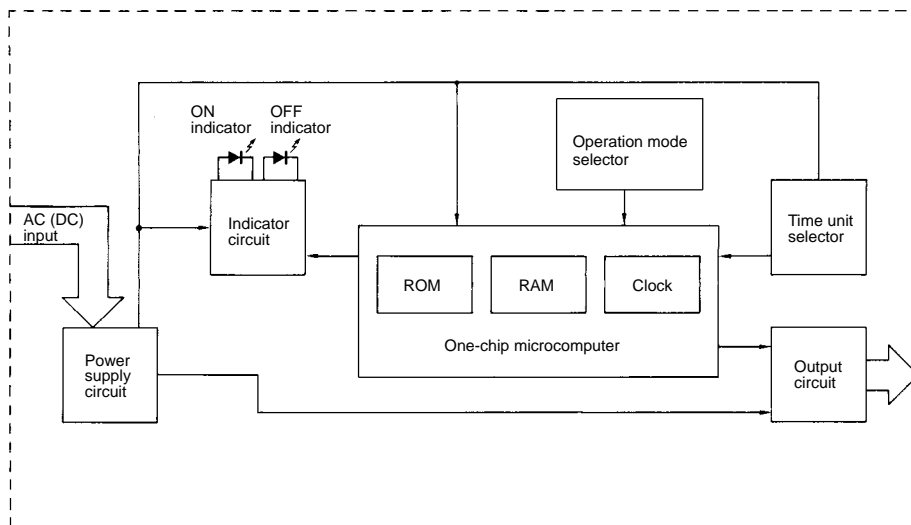 ON
indicator
OFF
indicator
Operation mode
selector
AC (DC)
input
Indicator
circuit
Time unit
selector
ROM
RAM
Clock
One-chip microcomputer
Power
supply
circuit
Output
circuit